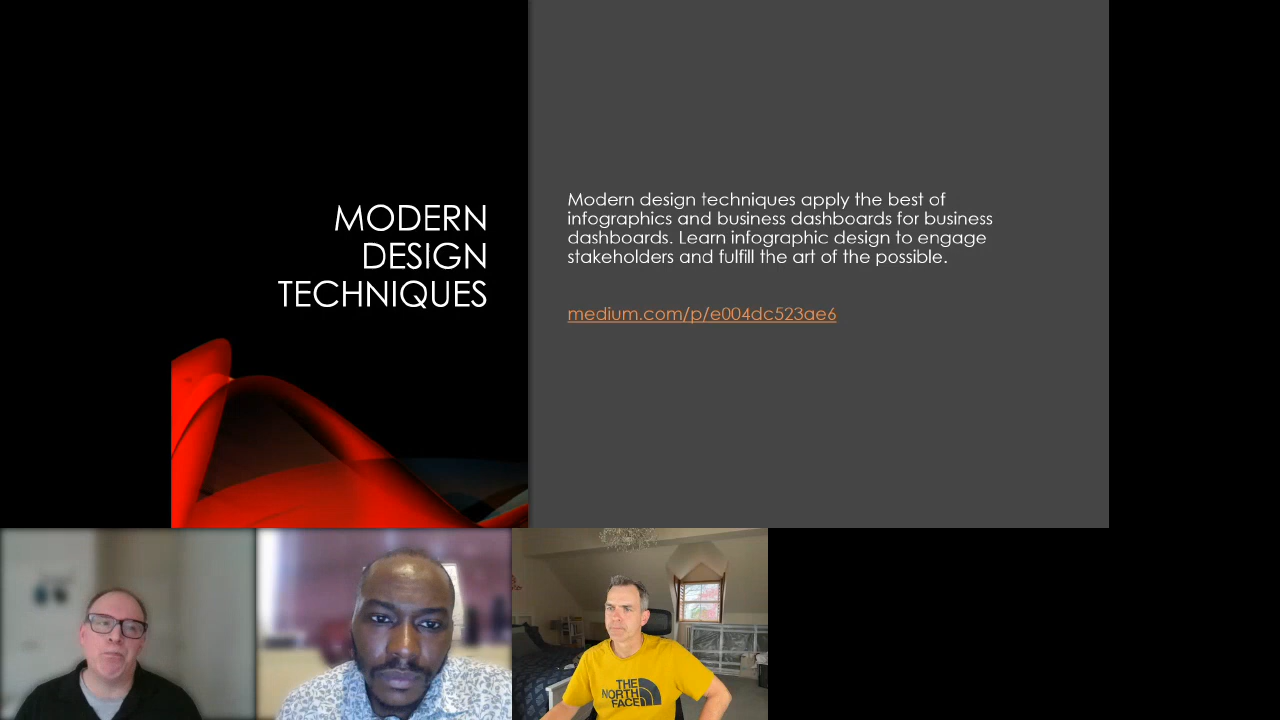 MODERN
DESIGN
TECHNIQUES
Modern design techniques apply the best of
infographics and business dashboards for business
dashboards. Learn infographic design to engage
stakeholders and fulfill the art of the possible.
medium.com/p/e004dc523ae6
THE
NORTH
FACE